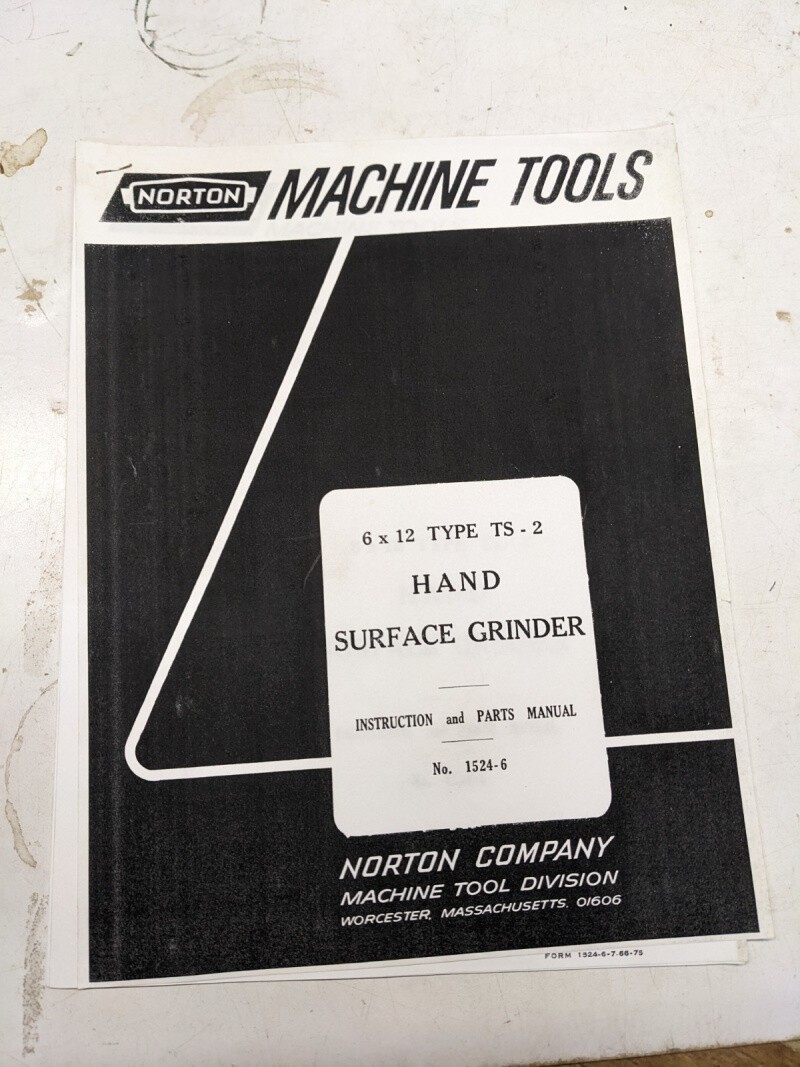 NORTON MACHINE TOOLS
6 x 12 TYPE TS - 2
HAND
SURFACE GRINDER
INSTRUCTION and PARTS MANUAL
No. 1524-6
NORTON COMPANY
MACHINE TOOL DIVISION
WORCESTER, MASSACHUSETTS. 01606
FORM 1524-6-7-66-75